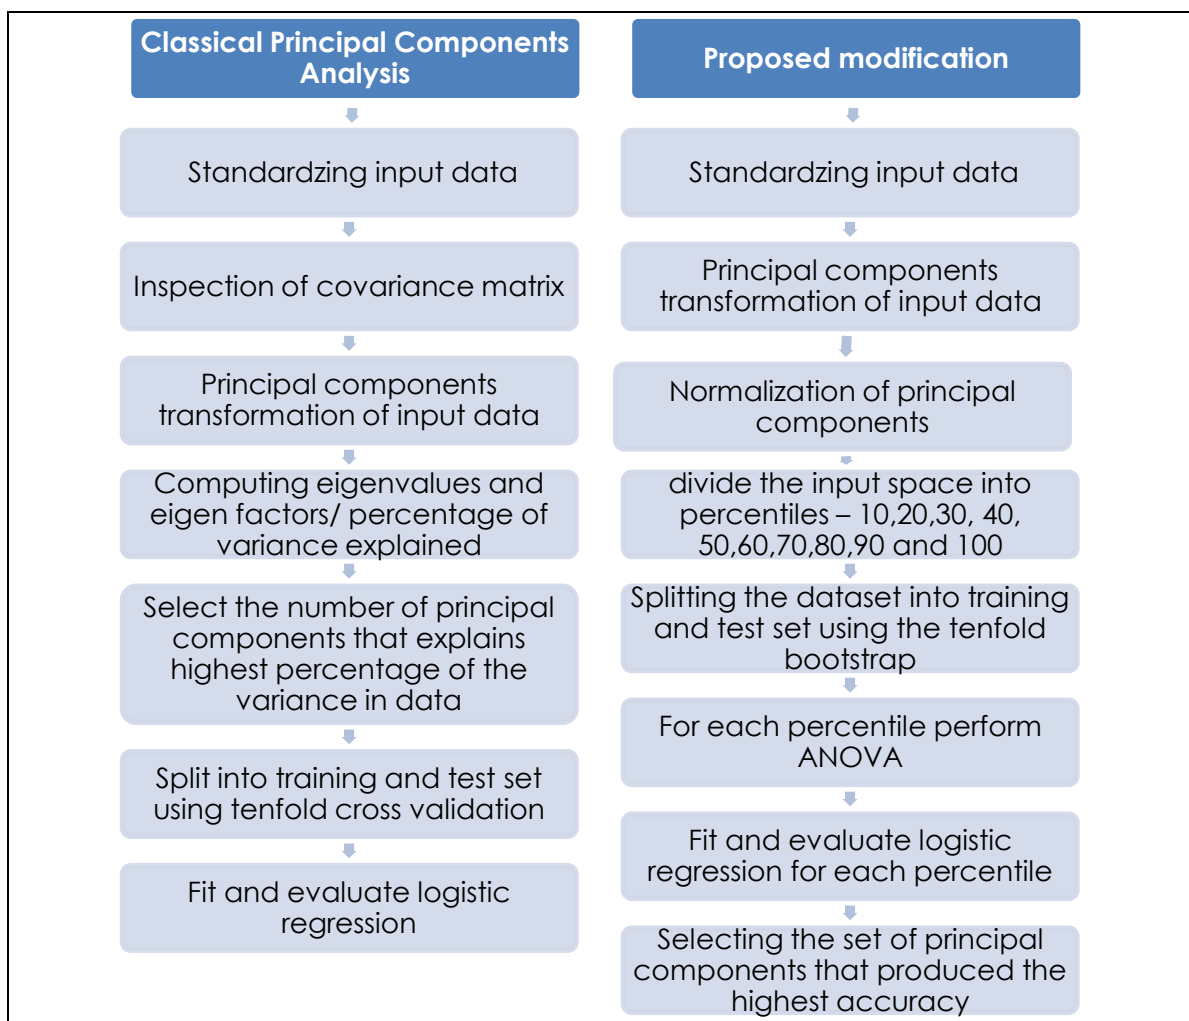 Classical Principal Components
Analysis
Standardzing input data
Inspection of covariance matrix
Principal components
transformation of input data
Computing eigenvalues and
eigen factors/ percentage of
variance explained
Select the number of principal
components that explains
highest percentage of the
variance in data
Split into training and test set
using tenfold cross validation
Fit and evaluate logistic
regression
Proposed modification
Standardzing input data
Principal components
transformation of input data
Normalization of principal
components
divide the input space into
percentiles – 10,20,30, 40,
50,60,70,80,90 and 100
Splitting the dataset into training
and test set using the tenfold
bootstrap
For each percentile perform
ANOVA
Fit and evaluate logistic
regression for each percentile
Selecting the set of principal
components that produced the
highest accuracy